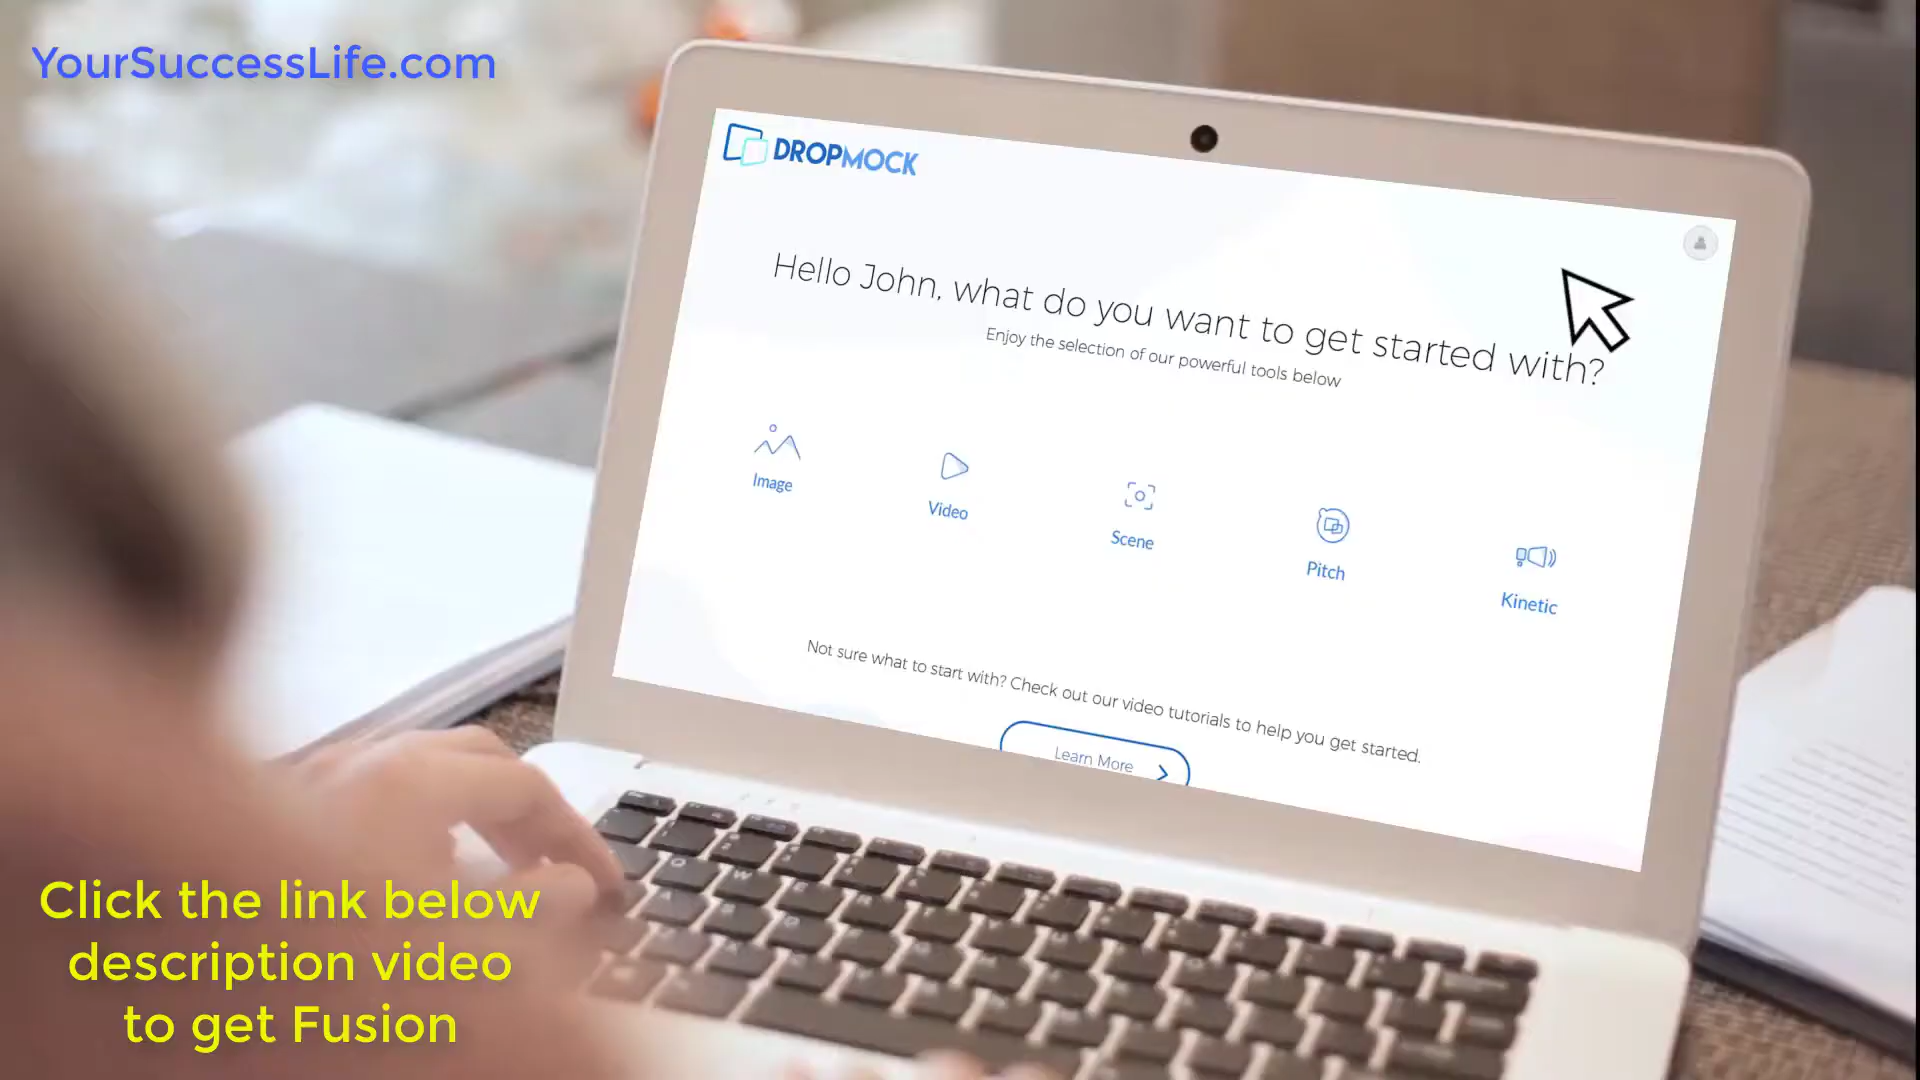 YourSuccessLife.com
DROPMOCK
Hello John, what do you want to get started with?
Enjoy the selection of our powerful tools below
Image
Video
Scene
Pitch
Kinetic
Not sure what to start with? Check out our video tutorials to help you get started.
Learn More
Click the link below
description video
to get Fusion